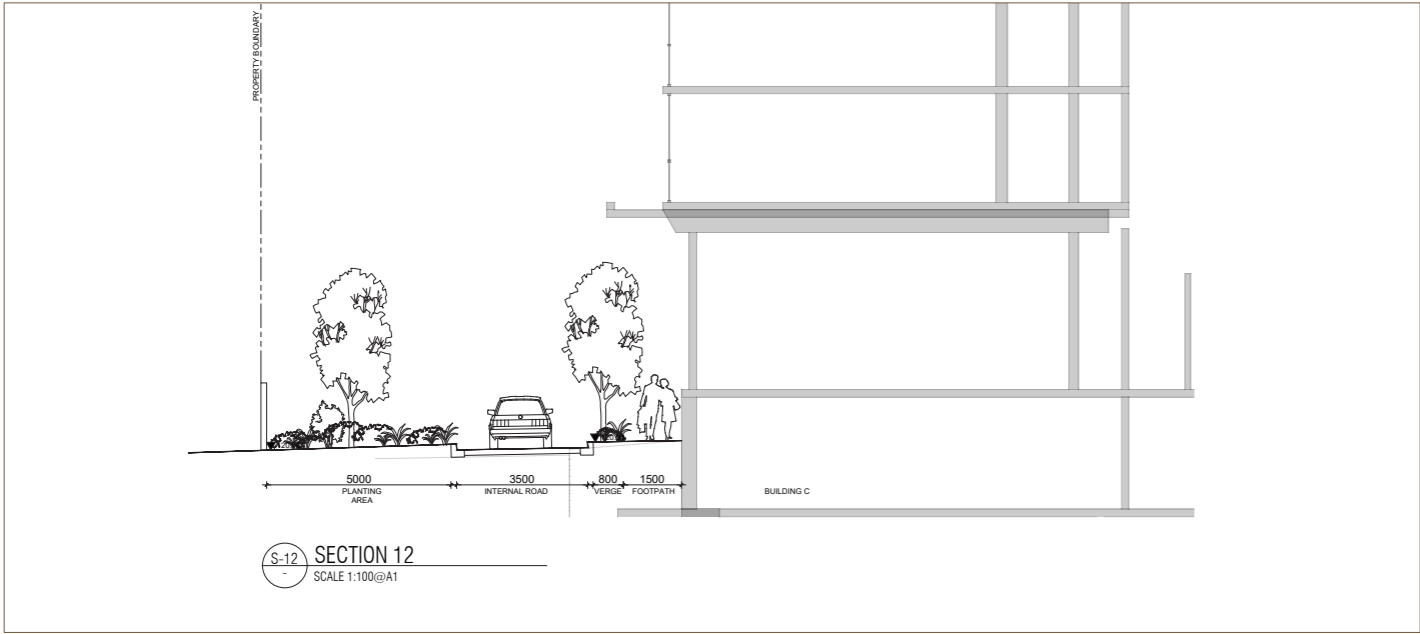 PROPERTY BOUNDARY
5000
PLANTING
AREA
3500
INTERNAL ROAD
800
VERGE
1500
FOOTPATH
BUILDING C
S-12
-
SECTION 12
SCALE 1:100@A1